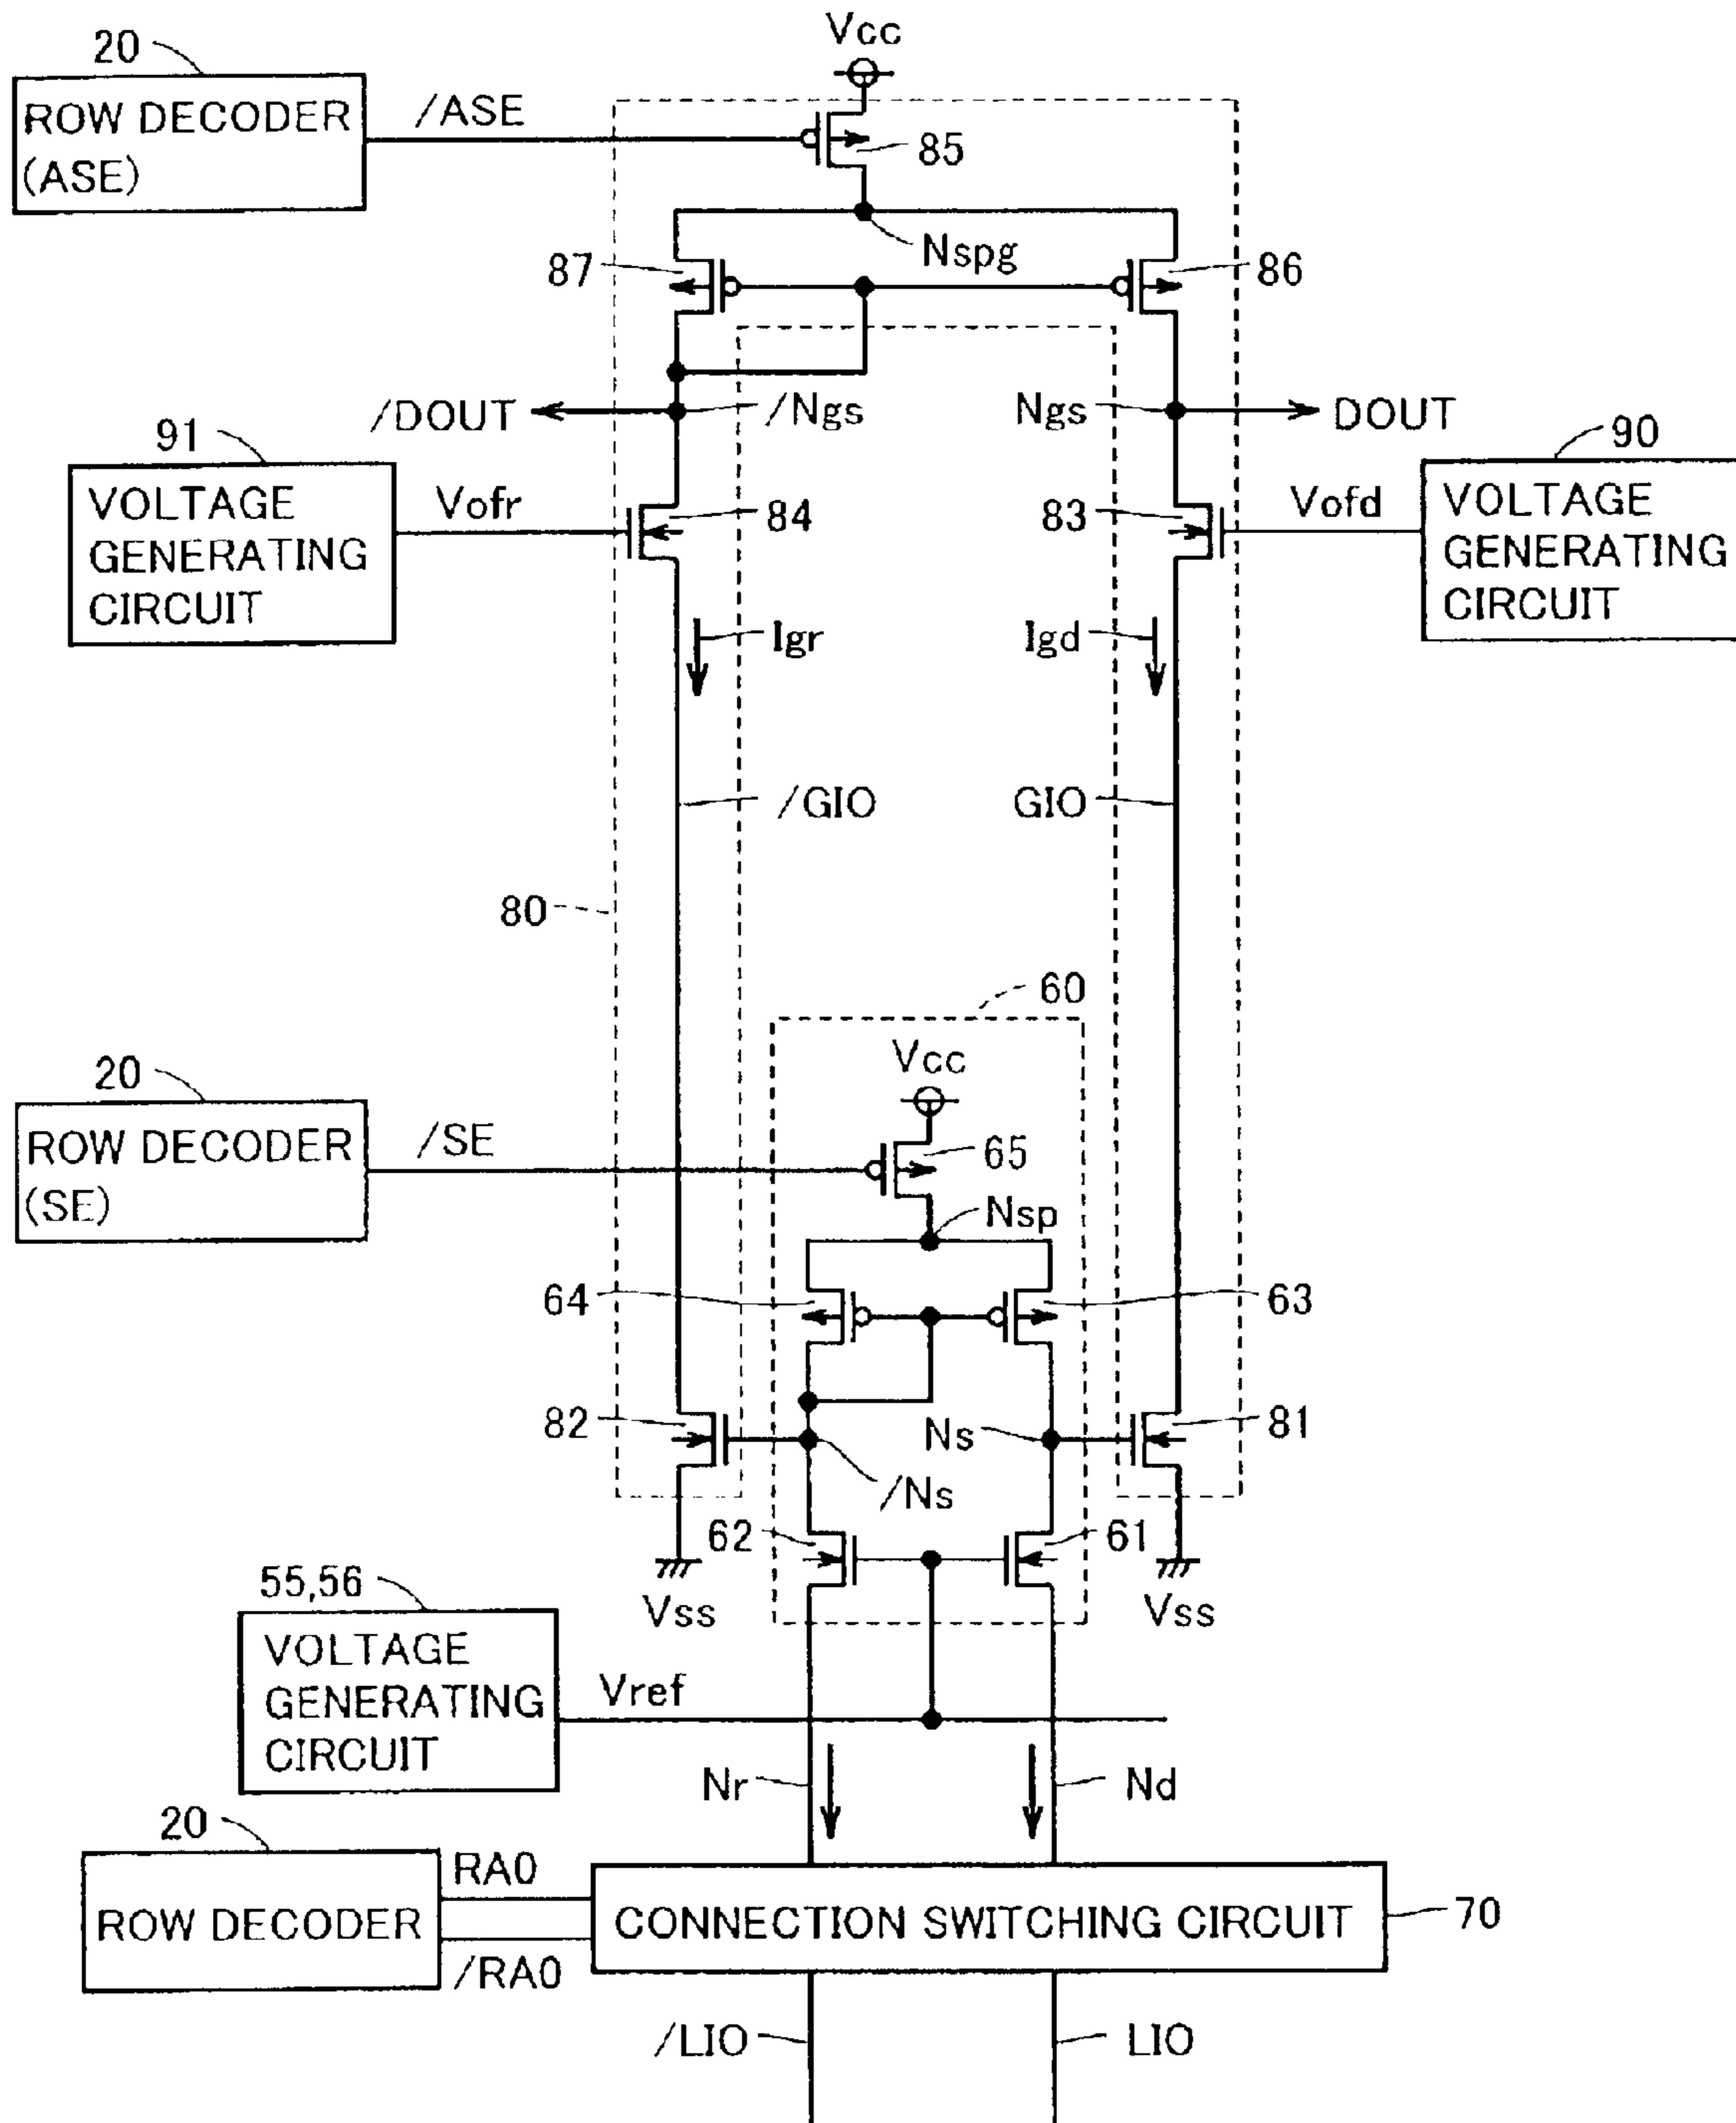 Vcc
20
ROW DECODER
(ASE)
/ASE
85
Nspg
87
86
/DOUT
/Ngs
Ngs
DOUT
91
VOLTAGE
GENERATING
CIRCUIT
Vofr
84
83
Vofd
90
VOLTAGE
GENERATING
CIRCUIT
Igr
Igd
/GIO
GIO
80
60
Vcc
20
ROW DECODER
(SE)
/SE
65
Nsp
64
63
82
Ns
81
/Ns
62
61
Vss
Vss
55,56
VOLTAGE
GENERATING
CIRCUIT
Vref
Nr
Nd
20
ROW DECODER
RA0
/RA0
CONNECTION SWITCHING CIRCUIT
70
/LIO
LIO